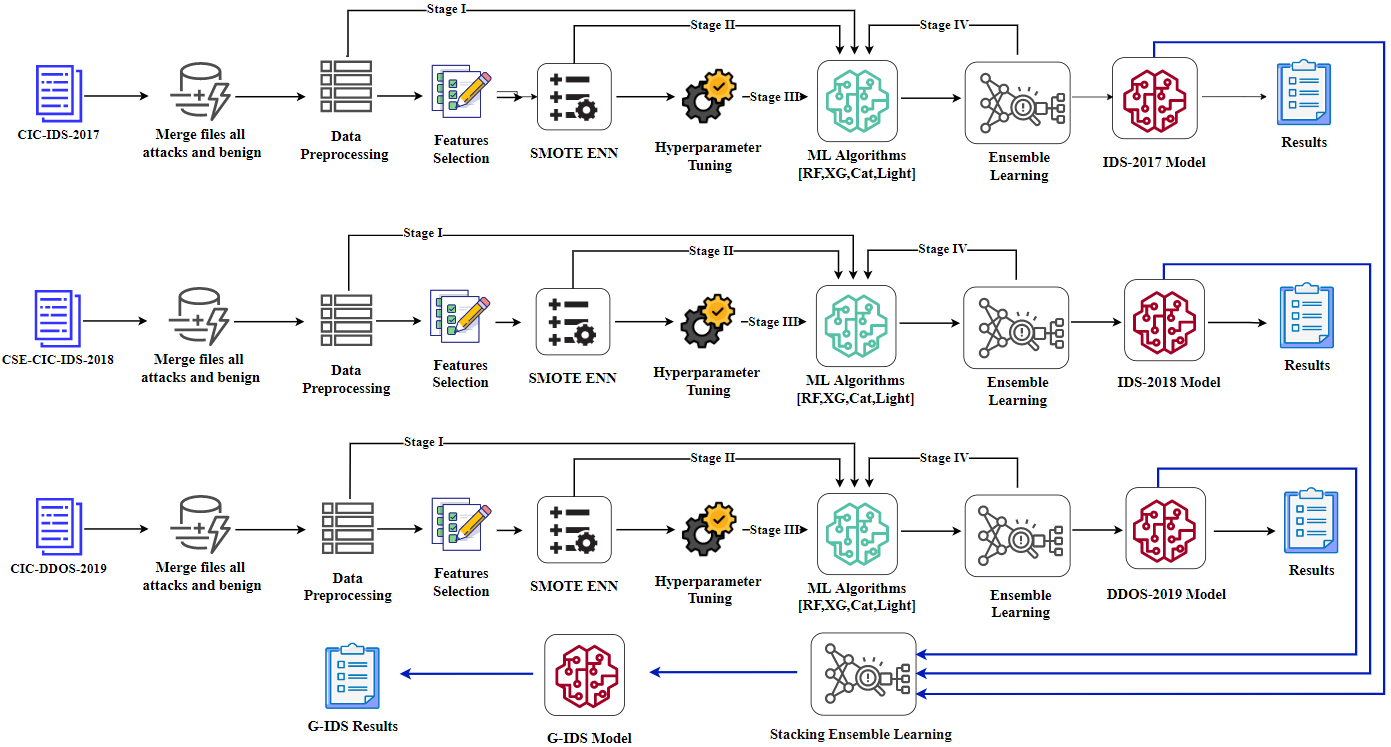 Stage I
Stage II
Stage IV
Stage III
CIC-IDS-2017
Merge files all
attacks and benign
Data
Preprocessing
Features
Selection
SMOTE ENN
Hyperparameter
Tuning
ML Algorithms
[RF,XG,Cat,Light]
Ensemble
Learning
IDS-2017 Model
Results
Stage I
Stage II
Stage IV
Stage III
CSE-CIC-IDS-2018
Merge files all
attacks and benign
Data
Preprocessing
Features
Selection
SMOTE ENN
Hyperparameter
Tuning
ML Algorithms
[RF,XG,Cat,Light]
Ensemble
Learning
IDS-2018 Model
Results
Stage I
Stage II
Stage IV
Stage III
CIC-DDOS-2019
Merge files all
attacks and benign
Data
Preprocessing
Features
Selection
SMOTE ENN
Hyperparameter
Tuning
ML Algorithms
[RF,XG,Cat,Light]
Ensemble
Learning
DDOS-2019 Model
Results
G-IDS Results
G-IDS Model
Stacking Ensemble Learning